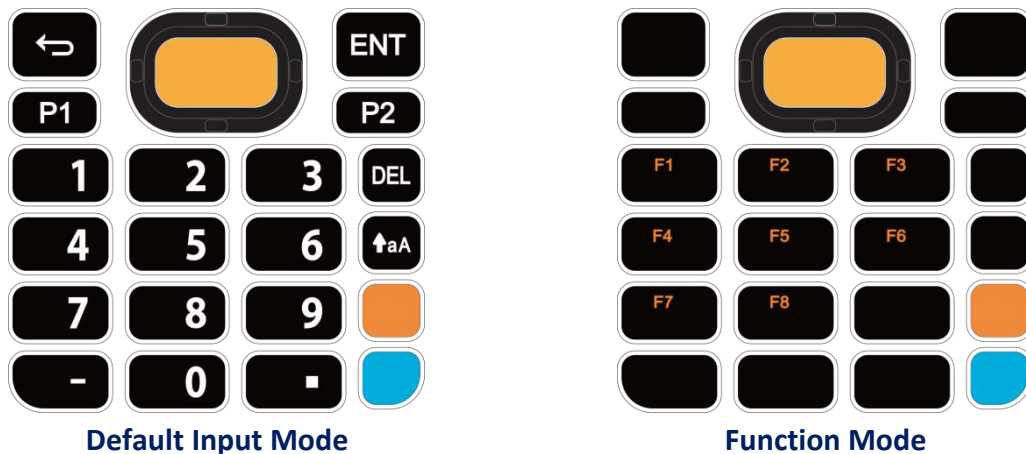 ↩ ENT
P1 P2
1 2 3 DEL F1 F2 F3
4 5 6 ⬆aA F4 F5 F6
7 8 9 F7 F8
- 0 .
Default Input Mode Function Mode